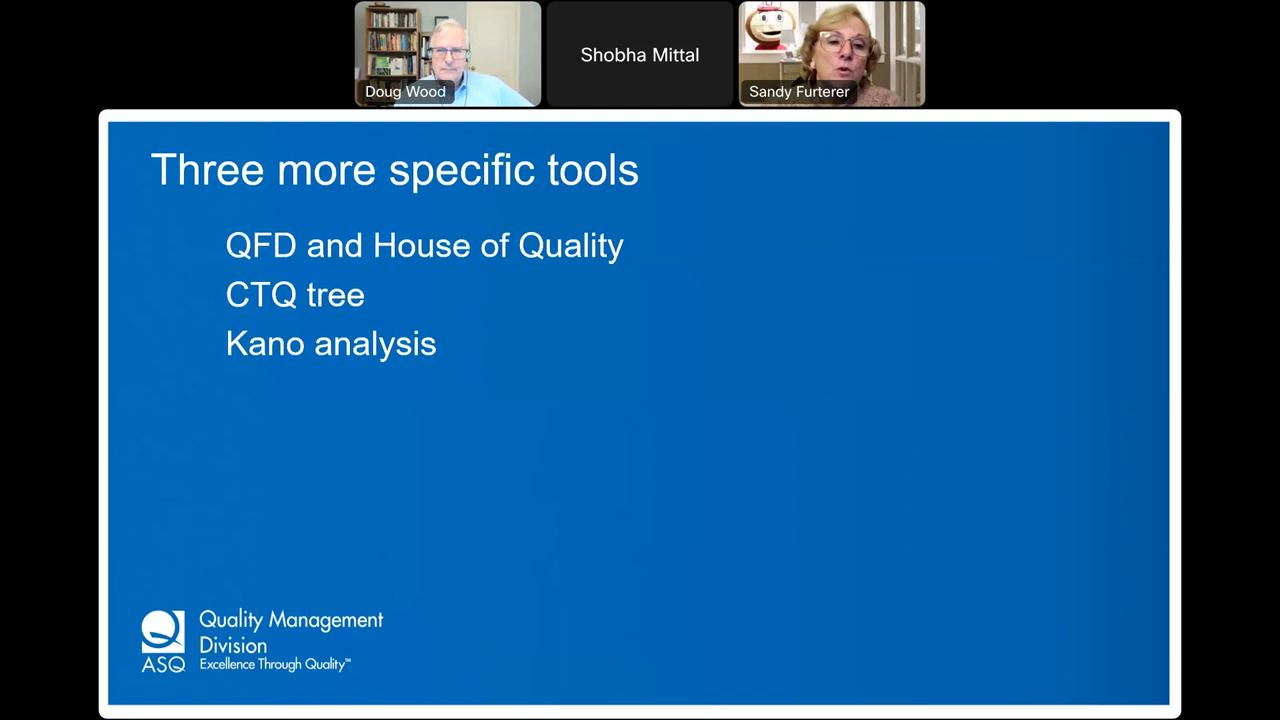 Doug Wood
Shobha Mittal
Sandy Furterer
Three more specific tools
QFD and House of Quality
CTQ tree
Kano analysis
Quality Management
Division
ASQ Excellence Through Quality™